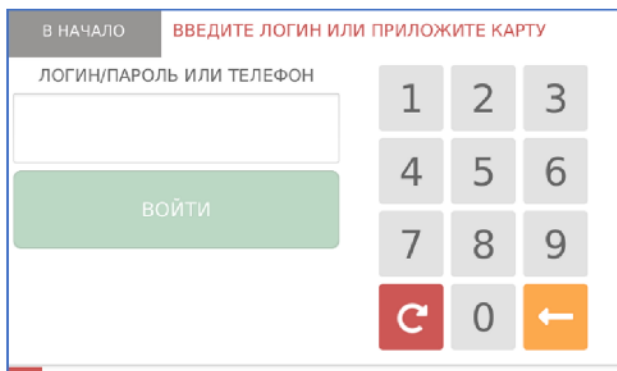 В НАЧАЛО
ВВЕДИТЕ ЛОГИН ИЛИ ПРИЛОЖИТЕ КАРТУ
ЛОГИН/ПАРОЛЬ ИЛИ ТЕЛЕФОН
ВОЙТИ
1 2 3
4 5 6
7 8 9
0